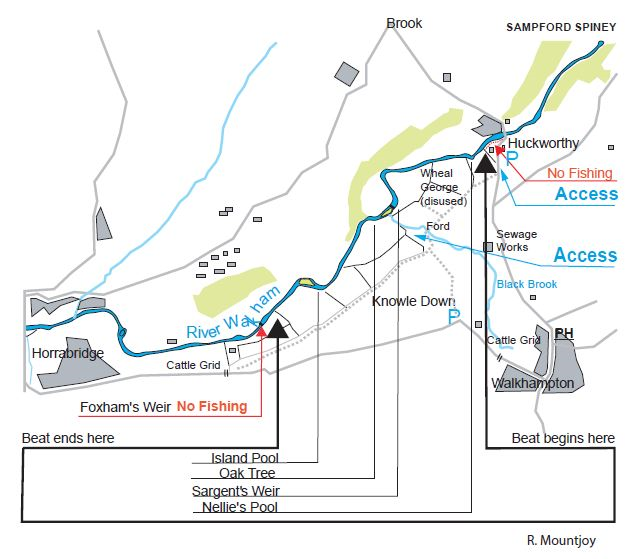 Brook
SAMPFORD SPINEY
Huckworthy
P
No Fishing
Access
Wheal
George
(disused)
Ford
Sewage
Works
Access
Black Brook
Knowle Down
P
River Walkham
Cattle Grid
PH
Horrabridge
Cattle Grid
Walkhampton
Foxham's Weir No Fishing
Beat ends here
Beat begins here
Island Pool
Oak Tree
Sargent's Weir
Nellie's Pool
R. Mountjoy